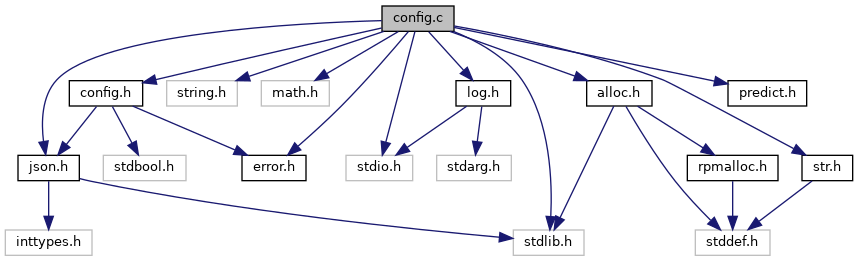 config.c
config.h
string.h
math.h
log.h
alloc.h
predict.h
json.h
stdbool.h
error.h
stdio.h
stdarg.h
rpmalloc.h
str.h
inttypes.h
stdlib.h
stddef.h